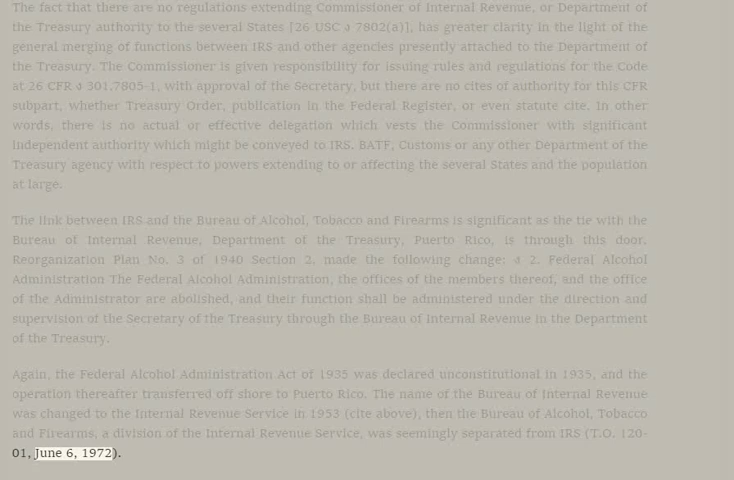 The fact that there are no regulations extending Commissioner of Internal Revenue, or Department of
the Treasury authority to the several States [26 USC § 7802(a)], has greater clarity in the light of the
general merging of functions between IRS and other agencies presently attached to the Department of
the Treasury. The Commissioner is given responsibility for issuing rules and regulations for the Code
at 26 CFR § 301.7805-1, with approval of the Secretary, but there are no cites of authority for this CFR
subpart, whether Treasury Order, publication in the Federal Register, or even statute cite. In other
words, there is no actual or effective delegation which vests the Commissioner with significant
independent authority which might be conveyed to IRS, BATF, Customs or any other Department of the
Treasury agency with respect to powers extending to or affecting the several States and the population
at large.
The link between IRS and the Bureau of Alcohol, Tobacco and Firearms is significant as the tie with the
Bureau of Internal Revenue, Department of the Treasury, Puerto Rico, is through this door.
Reorganization Plan No. 3 of 1940 Section 2. made the following change: § 2. Federal Alcohol
Administration The Federal Alcohol Administration, the offices of the members thereof, and the office
of the Administrator are abolished, and their function shall be administered under the direction and
supervision of the Secretary of the Treasury through the Bureau of Internal Revenue in the Department
of the Treasury.
Again, the Federal Alcohol Administration Act of 1935 was declared unconstitutional in 1935, and the
operation thereafter transferred off shore to Puerto Rico. The name of the Bureau of Internal Revenue
was changed to the Internal Revenue Service in 1953 (cite above), then the Bureau of Alcohol, Tobacco
and Firearms, a division of the Internal Revenue Service, was seemingly separated from IRS (T.O. 120-
01, June 6, 1972).